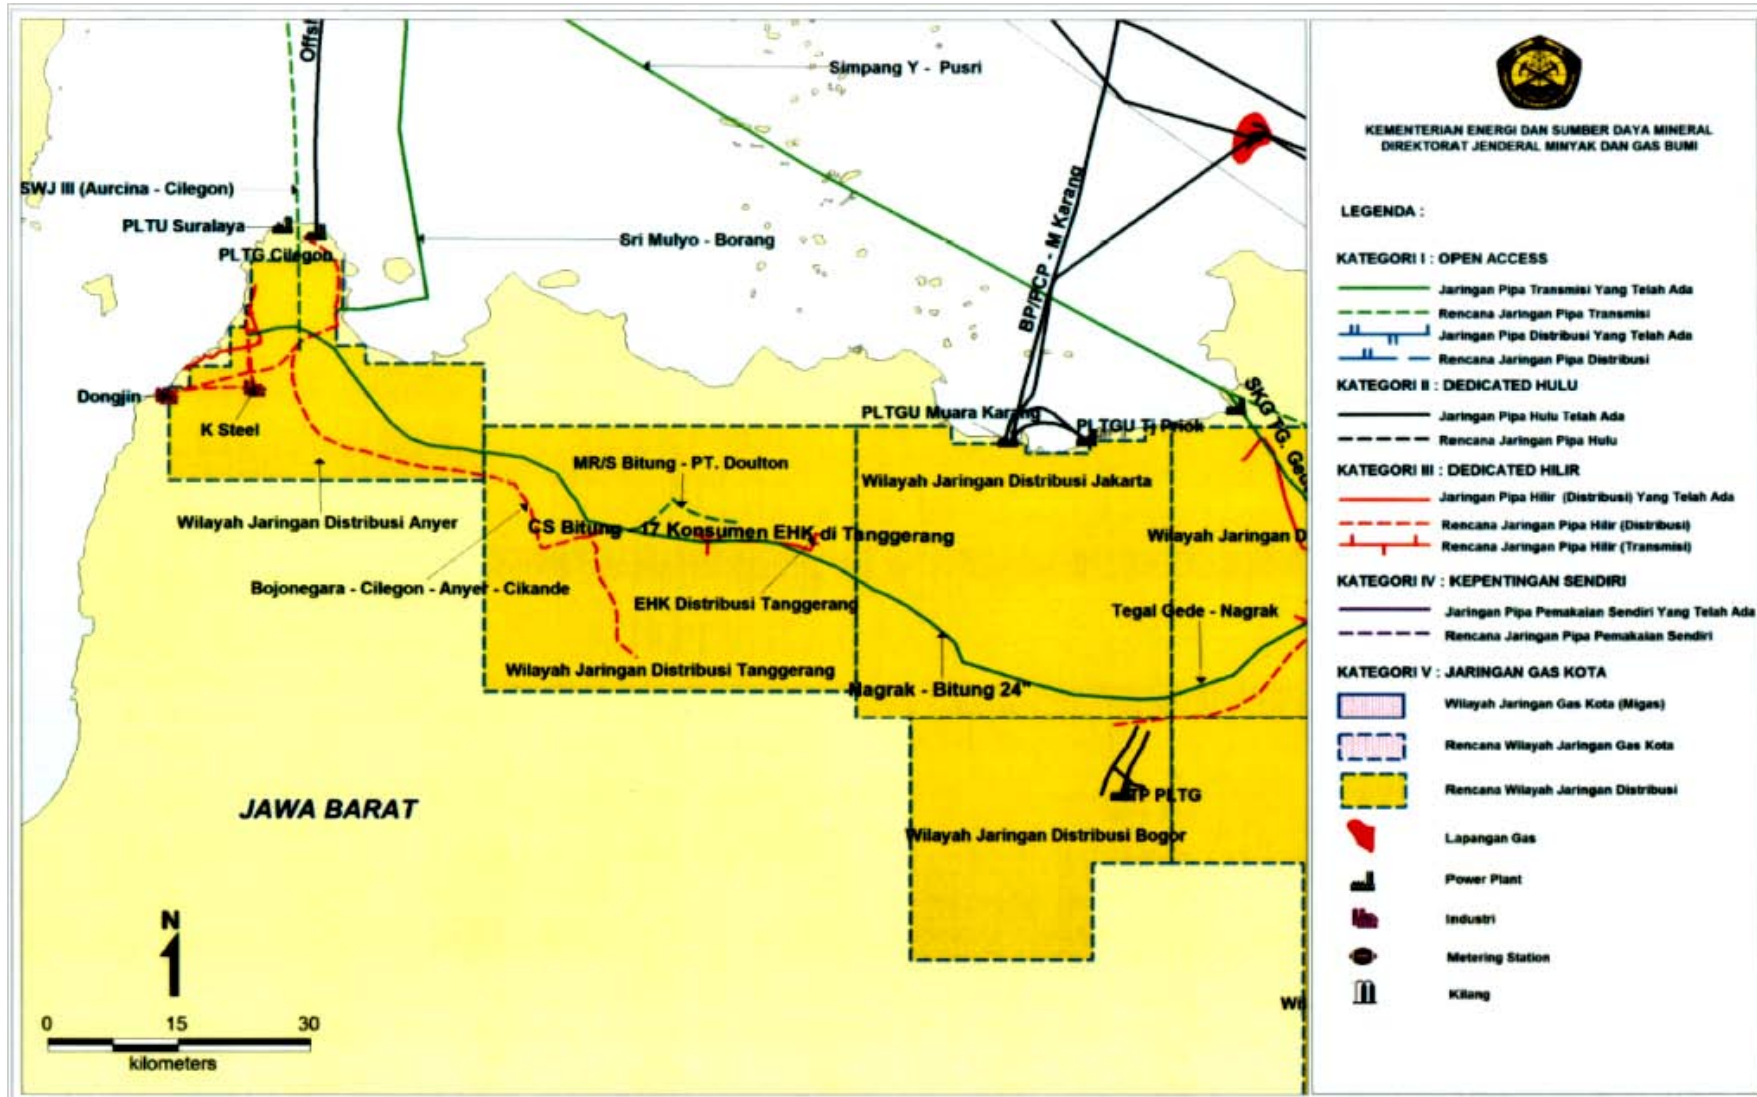 Offs
Simpang Y - Pusri
SWJ III (Aurcina - Cilegon)
PLTU Suralaya
PLTG Cilegon
Sri Mulyo - Borang
BP/PCP - M Karang
Dongjin
K Steel
PLTGU Muara Karang
PLTGU Tj Priok
SKG TG. Ged
MR/S Bitung - PT. Doulton
Wilayah Jaringan Distribusi Jakarta
Wilayah Jaringan Distribusi Anyer
CS Bitung - 17 Konsumen EHK di Tanggerang
Wilayah Jaringan D
Bojonegara - Cilegon - Anyer - Cikande
EHK Distribusi Tanggerang
Tegal Gede - Nagrak
Wilayah Jaringan Distribusi Tanggerang
Nagrak - Bitung 24"
TP PLTG
JAWA BARAT
Wilayah Jaringan Distribusi Bogor
N
Wi
0 15 30
kilometers
KEMENTERIAN ENERGI DAN SUMBER DAYA MINERAL
DIREKTORAT JENDERAL MINYAK DAN GAS BUMI
LEGENDA :
KATEGORI I : OPEN ACCESS
Jaringan Pipa Transmisi Yang Telah Ada
Rencana Jaringan Pipa Transmisi
Jaringan Pipa Distribusi Yang Telah Ada
Rencana Jaringan Pipa Distribusi
KATEGORI II : DEDICATED HULU
Jaringan Pipa Hulu Telah Ada
Rencana Jaringan Pipa Hulu
KATEGORI III : DEDICATED HILIR
Jaringan Pipa Hilir (Distribusi) Yang Telah Ada
Rencana Jaringan Pipa Hilir (Distribusi)
Rencana Jaringan Pipa Hilir (Transmisi)
KATEGORI IV : KEPENTINGAN SENDIRI
Jaringan Pipa Pemakaian Sendiri Yang Telah Ada
Rencana Jaringan Pipa Pemakaian Sendiri
KATEGORI V : JARINGAN GAS KOTA
Wilayah Jaringan Gas Kota (Migas)
Rencana Wilayah Jaringan Gas Kota
Rencana Wilayah Jaringan Distribusi
Lapangan Gas
Power Plant
Industri
Metering Station
Kilang